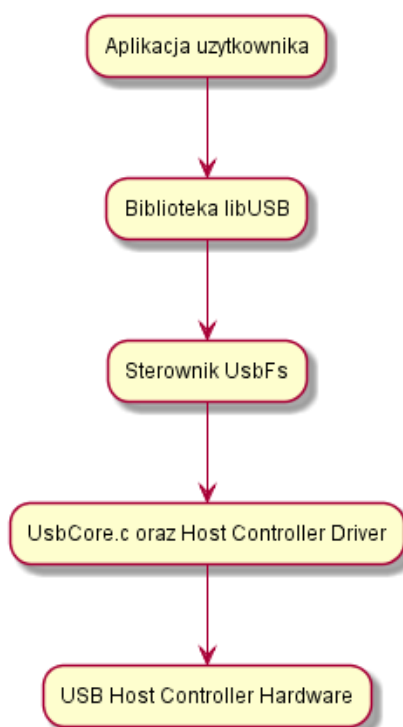 Aplikacja uzytkownika
Biblioteka libUSB
Sterownik UsbFs
UsbCore.c oraz Host Controller Driver
USB Host Controller Hardware